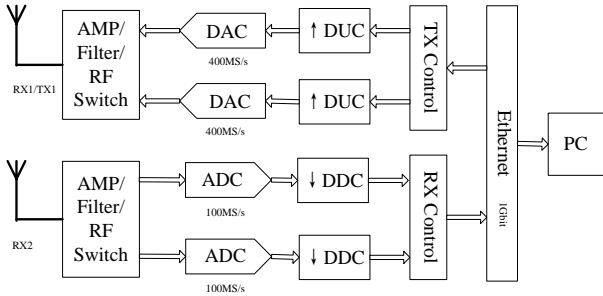 AMP/
Filter/
RF
Switch
RX1/TX1
DAC
400MS/s
↑ DUC
DAC
400MS/s
↑ DUC
TX Control
Ethernet
1Gbit
PC
AMP/
Filter/
RF
Switch
RX2
ADC
100MS/s
↓ DDC
ADC
100MS/s
↓ DDC
RX Control